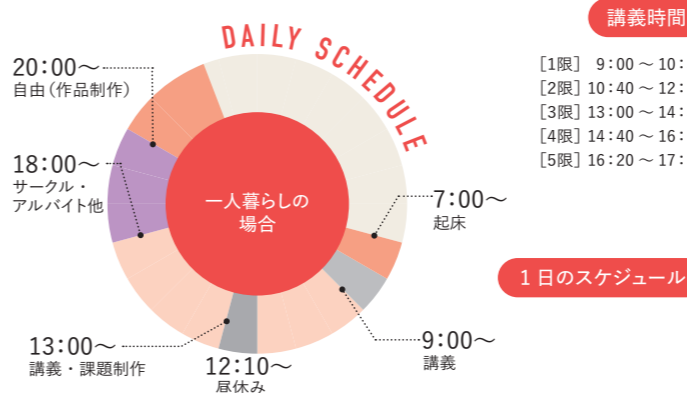 DAILY SCHEDULE
20:00〜
自由(作品制作)
18:00〜
サークル・
アルバイト他
一人暮らしの
場合
7:00〜
起床
9:00〜
講義
13:00〜
講義・課題制作
12:10〜
昼休み
講義時間
[1限] 9:00 〜 10:
[2限] 10:40 〜 12:
[3限] 13:00 〜 14:
[4限] 14:40 〜 16:
[5限] 16:20 〜 17:
1日のスケジュール